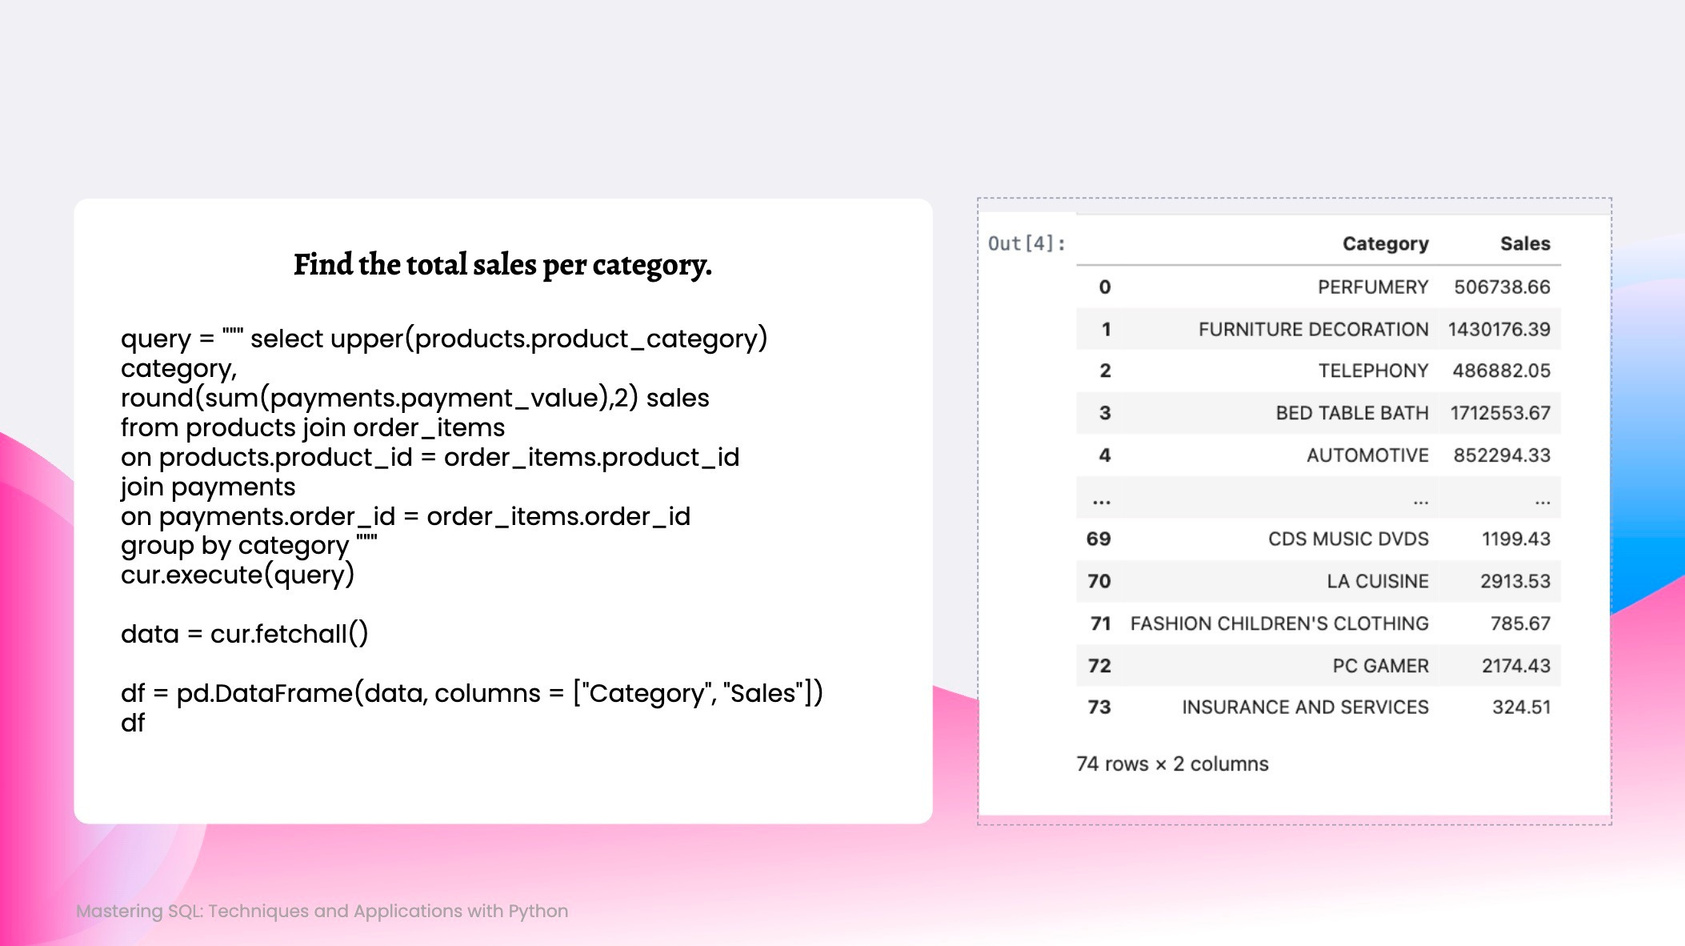 Find the total sales per category.
query = """ select upper(products.product_category)
category,
round(sum(payments.payment_value),2) sales
from products join order_items
on products.product_id = order_items.product_id
join payments
on payments.order_id = order_items.order_id
group by category """
cur.execute(query)
data = cur.fetchall()
df = pd.DataFrame(data, columns = ["Category", "Sales"])
df
Out[4]:
Category Sales
0 PERFUMERY 506738.66
1 FURNITURE DECORATION 1430176.39
2 TELEPHONY 486882.05
3 BED TABLE BATH 1712553.67
4 AUTOMOTIVE 852294.33
... ... ...
69 CDS MUSIC DVDS 1199.43
70 LA CUISINE 2913.53
71 FASHION CHILDREN'S CLOTHING 785.67
72 PC GAMER 2174.43
73 INSURANCE AND SERVICES 324.51
74 rows × 2 columns
Mastering SQL: Techniques and Applications with Python